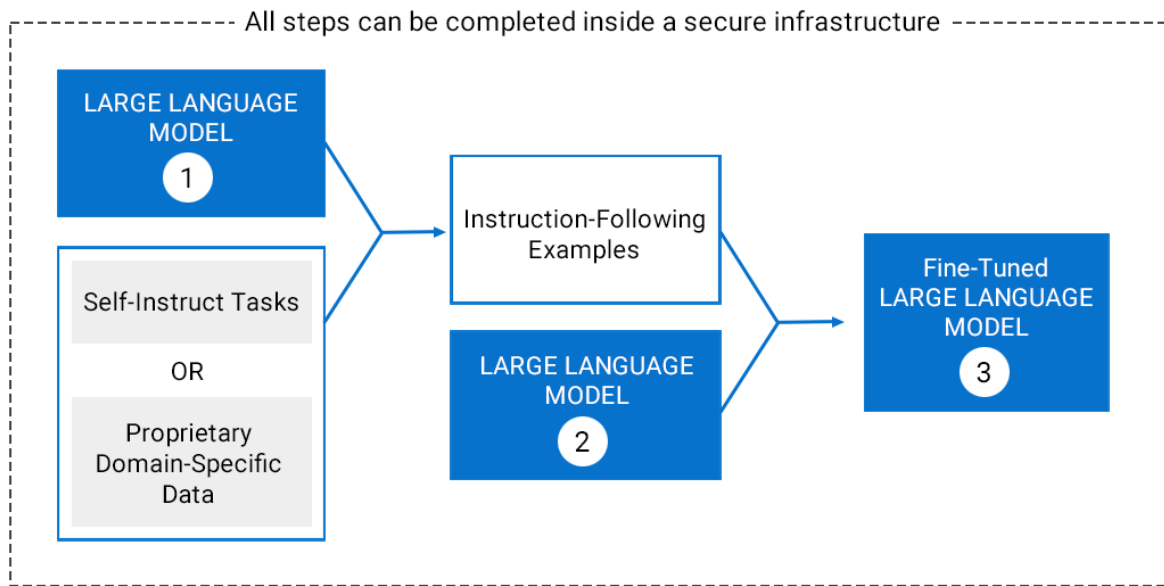 All steps can be completed inside a secure infrastructure
LARGE LANGUAGE
MODEL
1
Self-Instruct Tasks
OR
Proprietary
Domain-Specific
Data
Instruction-Following
Examples
LARGE LANGUAGE
MODEL
2
Fine-Tuned
LARGE LANGUAGE
MODEL
3